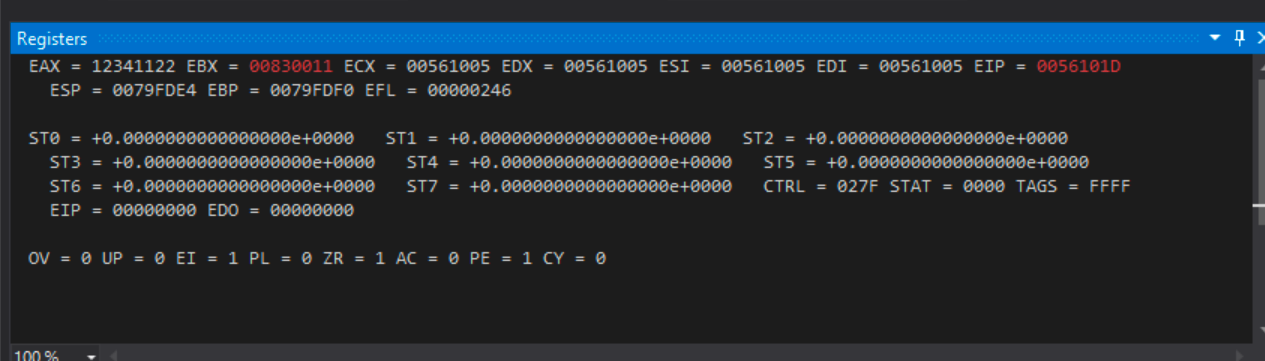 Registers
EAX = 12341122 EBX = 00830011 ECX = 00561005 EDX = 00561005 ESI = 00561005 EDI = 00561005 EIP = 0056101D
ESP = 0079FDE4 EBP = 0079FDF0 EFL = 00000246
ST0 = +0.0000000000000000e+0000 ST1 = +0.0000000000000000e+0000 ST2 = +0.0000000000000000e+0000
ST3 = +0.0000000000000000e+0000 ST4 = +0.0000000000000000e+0000 ST5 = +0.0000000000000000e+0000
ST6 = +0.0000000000000000e+0000 ST7 = +0.0000000000000000e+0000 CTRL = 027F STAT = 0000 TAGS = FFFF
EIP = 00000000 EDO = 00000000
OV = 0 UP = 0 EI = 1 PL = 0 ZR = 1 AC = 0 PE = 1 CY = 0
100 %